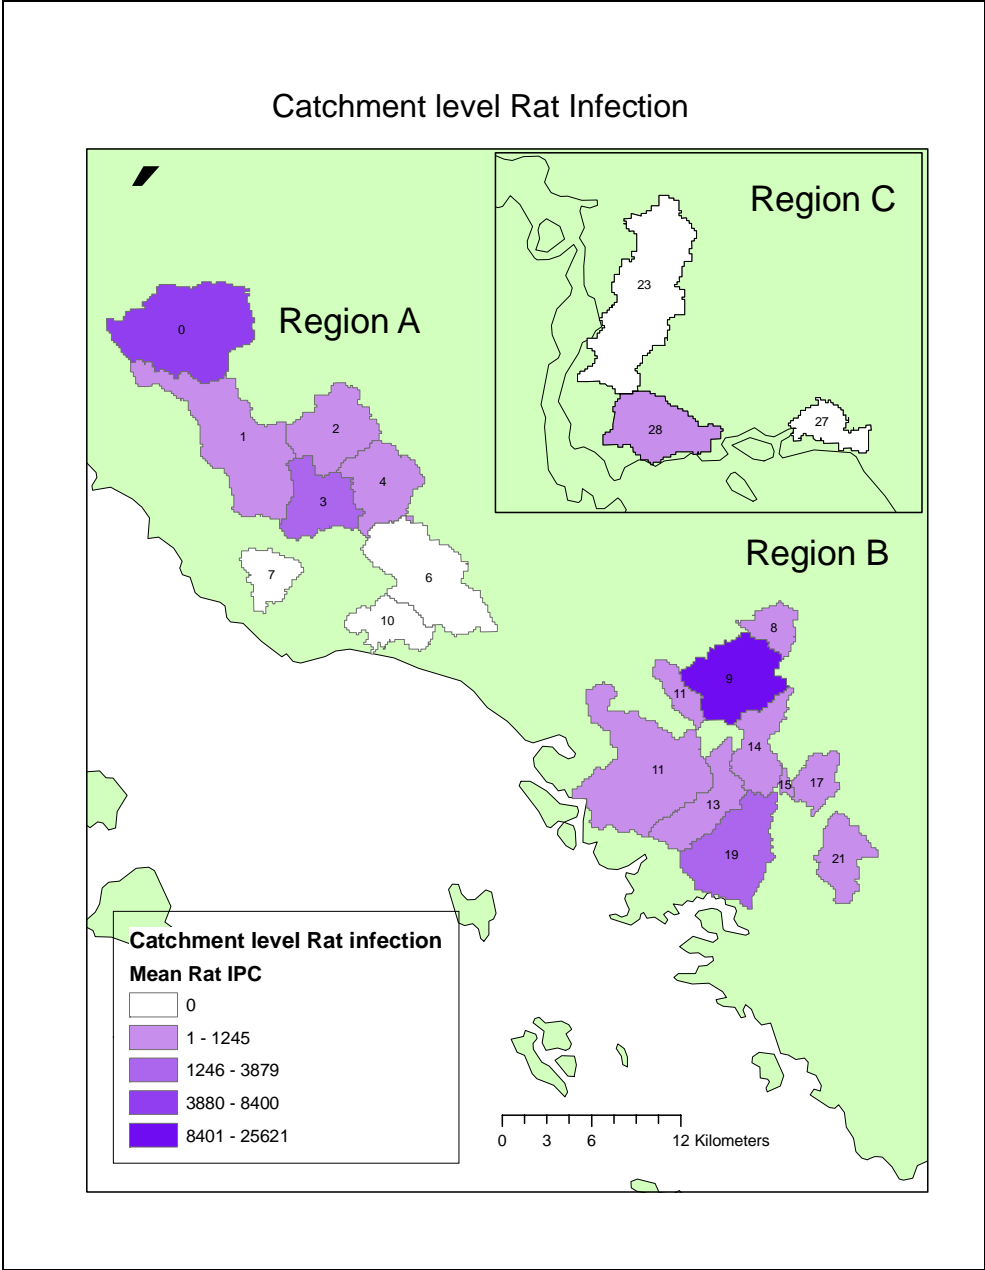 Catchment level Rat Infection
Region C
23
Region A
0
28
27
1
2
4
3
Region B
7
6
10
8
9
11
14
11
15
17
13
19
21
Catchment level Rat infection
Mean Rat IPC
0
1 - 1245
1246 - 3879
3880 - 8400
8401 - 25621
0 3 6 12 Kilometers